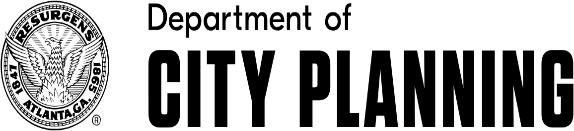 RESURGENS
1847 1865
ATLANTA, GA.
®
Department of
CITY PLANNING